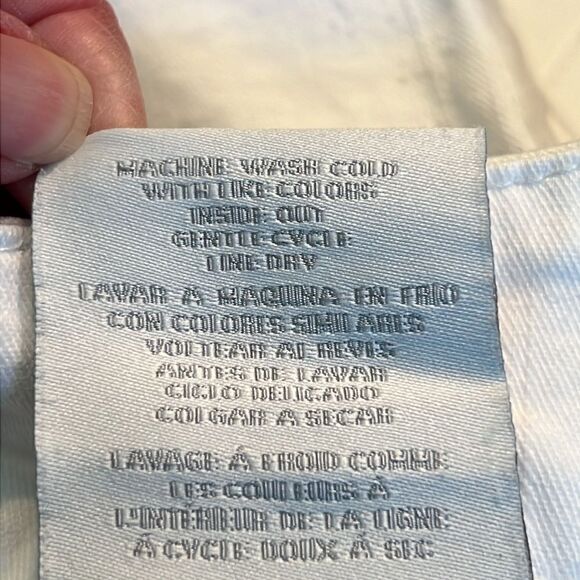 MACHINE WASH COLD
WITH LIKE COLORS
INSIDE OUT
GENTLE CYCLE
LINE DRY
LAVAR A MAQUINA EN FRIO
CON COLORES SIMILARES
VOLTEAR AL REVES
ANTES DE LAVAR
CICLO DELICADO
COLGAR A SECAR
LAVAGE À FROID COMME
LES COULEURS À
L'INTÉRIEUR DE LA LIGNE
À CYCLE DOUX À SEC